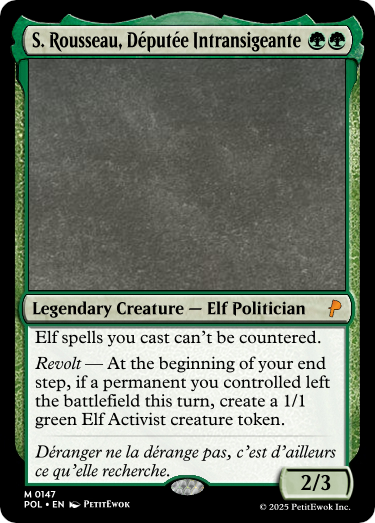 S. Rousseau, Députée Intransigeante
Legendary Creature — Elf Politician
Elf spells you cast can't be countered.
Revolt — At the beginning of your end
step, if a permanent you controlled left
the battlefield this turn, create a 1/1
green Elf Activist creature token.
Déranger ne la dérange pas, c'est d'ailleurs
ce qu'elle recherche.
2/3
M 0147
POL • EN PetitEwok
© 2025 PetitEwok Inc.